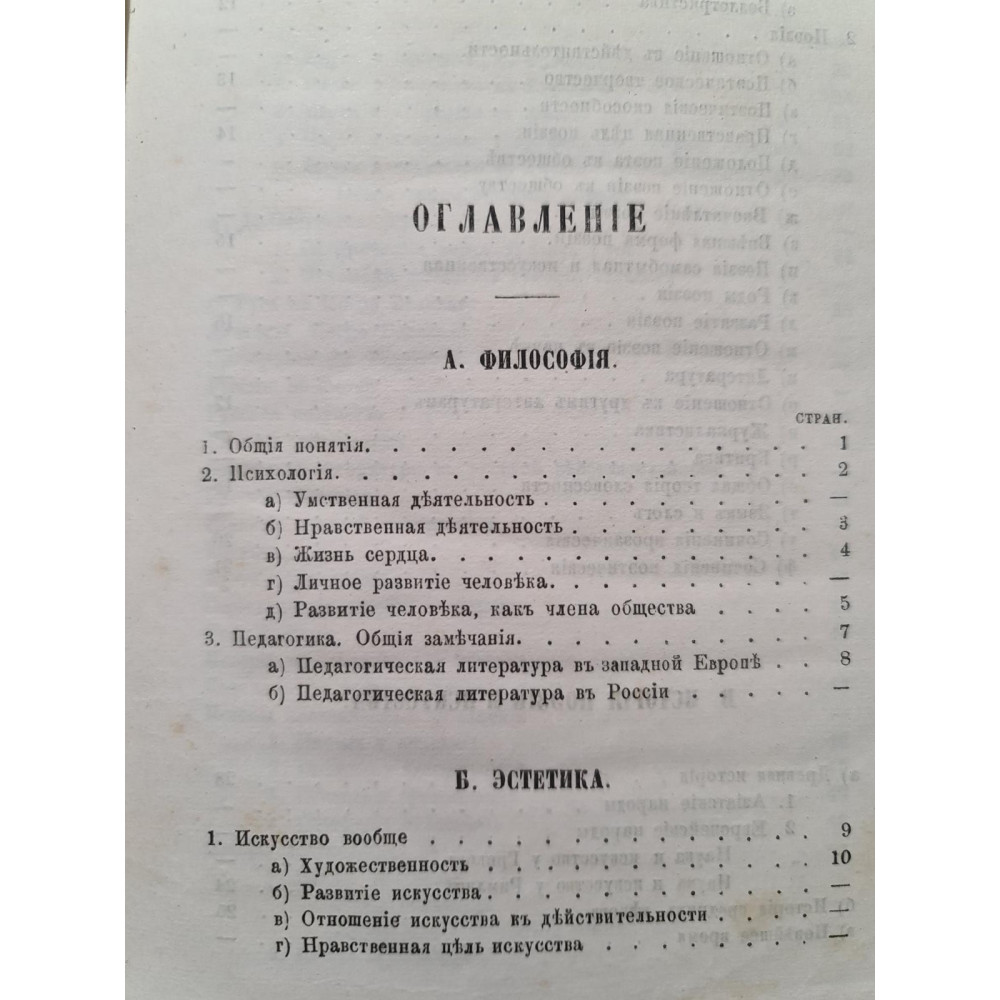 ОГЛАВЛЕНІЕ
А. ФИЛОСОФІЯ.
СТРАН.
1. Общія понятія. . . . . . . . . . . . . . . . . 1
2. Психологія. . . . . . . . . . . . . . . . . . 2
а) Умственная дѣятельность . . . . . . . . . . —
б) Нравственная дѣятельность . . . . . . . . . 3
в) Жизнь сердца. . . . . . . . . . . . . . . 4
г) Личное развитіе человѣка. . . . . . . . . . —
д) Развитіе человѣка, какъ члена общества . . . . 5
3. Педагогика. Общія замѣчанія. . . . . . . . . . . 7
а) Педагогическая литература въ западной Европѣ . . 8
б) Педагогическая литература въ Россіи . . . . . —
Б. ЭСТЕТИКА.
1. Искусство вообще . . . . . . . . . . . . . . . 9
а) Художественность . . . . . . . . . . . . . 10
б) Развитіе искусства . . . . . . . . . . . . . —
в) Отношеніе искусства къ дѣйствительности . . . . —
г) Нравственная цѣль искусства . . . . . . . . —